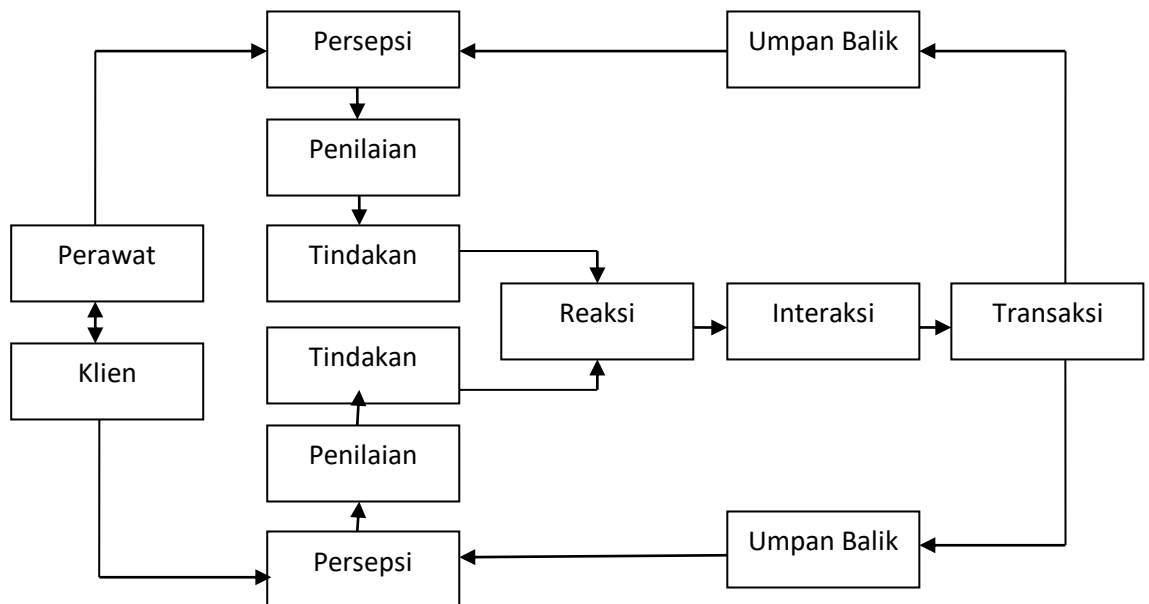 Persepsi
Umpan Balik
Penilaian
Perawat
Tindakan
Reaksi
Interaksi
Transaksi
Klien
Tindakan
Penilaian
Persepsi
Umpan Balik